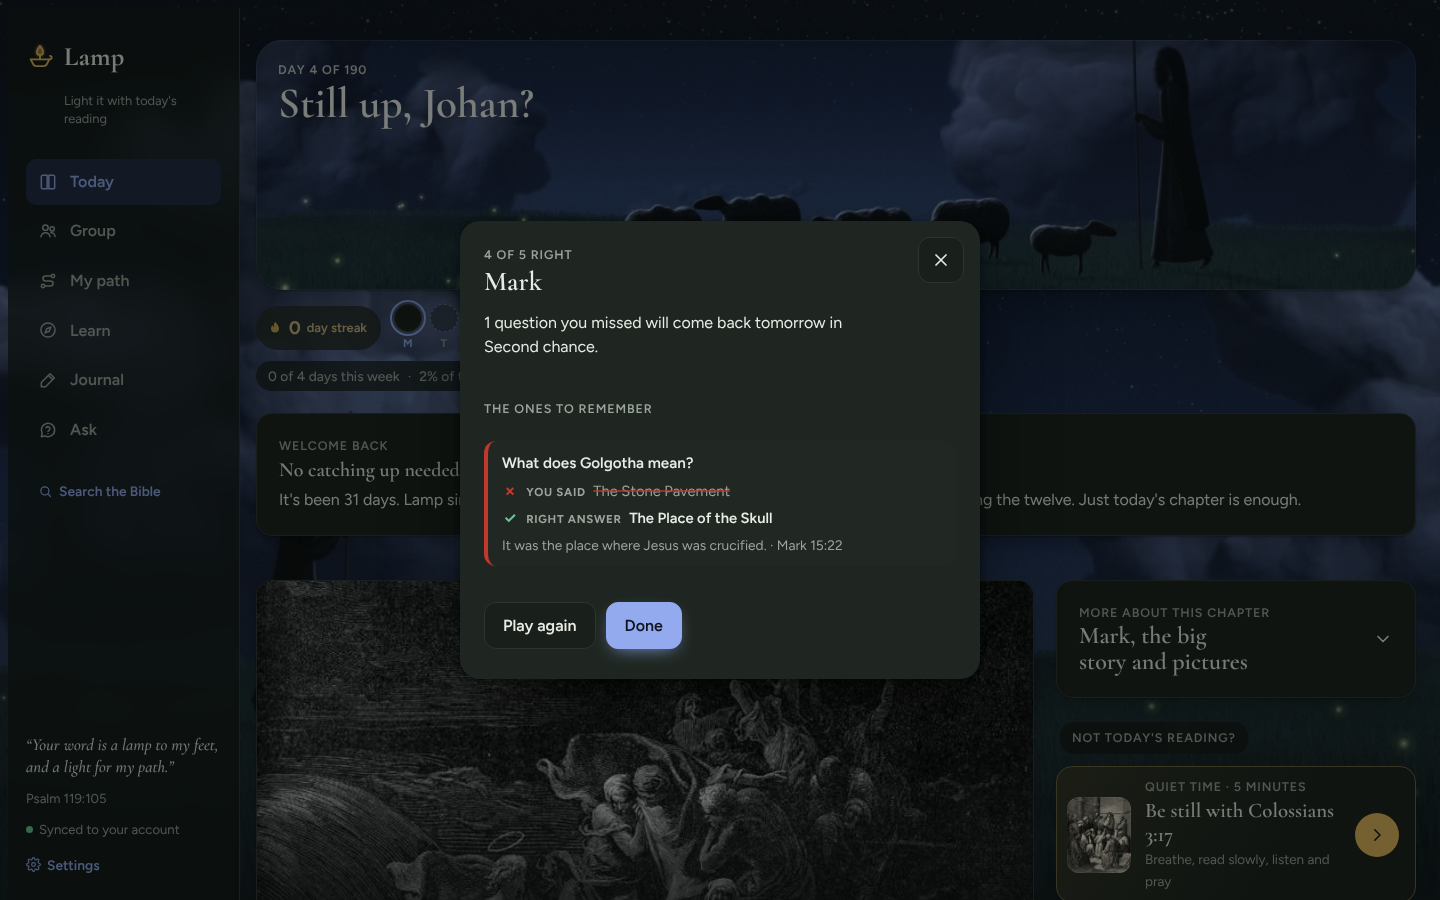 Lamp
Light it with today's
reading
Today
Group
My path
Learn
Journal
Ask
Search the Bible
“Your word is a lamp to my feet,
and a light for my path.”
Psalm 119:105
Synced to your account
Settings
DAY 4 OF 190
Still up, Johan?
0 day streak
M
T
0 of 4 days this week · 2% of
WELCOME BACK
No catching up needed
It's been 31 days. Lamp
the twelve. Just today's chapter is enough.
4 OF 5 RIGHT
Mark
1 question you missed will come back tomorrow in
Second chance.
THE ONES TO REMEMBER
What does Golgotha mean?
YOU SAID The Stone Pavement
RIGHT ANSWER The Place of the Skull
It was the place where Jesus was crucified. · Mark 15:22
Play again
Done
MORE ABOUT THIS CHAPTER
Mark, the big
story and pictures
NOT TODAY'S READING?
QUIET TIME · 5 MINUTES
Be still with Colossians
3:17
Breathe, read slowly, listen and
pray